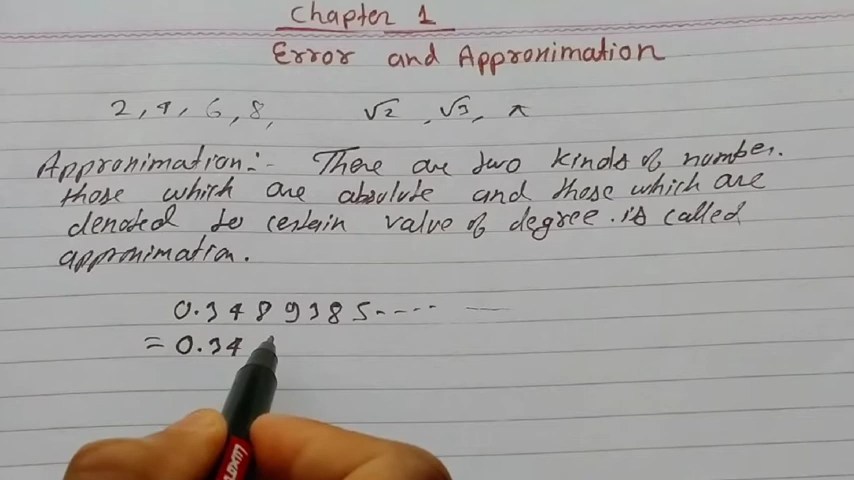 Chapter 1
Error and Approximation
2, 4, 6, 8,   √2, √3, π
Approximation:- There are two kinds of number.
those which are absolute and those which are
denoted to certain value of degree. is called
approximation.
0.3489385---- —
= 0.34